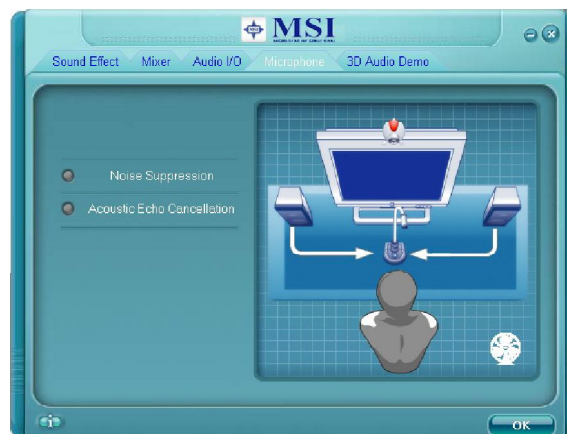 MSI
Sound Effect Mixer Audio I/O Microphone 3D Audio Demo
Noise Suppression
Acoustic Echo Cancellation
i
OK